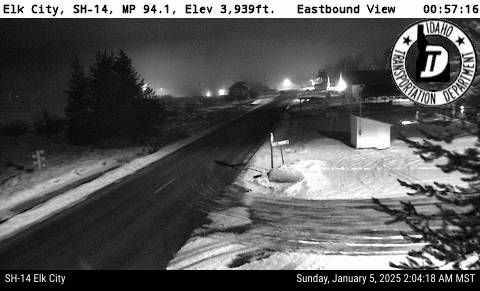 Elk City, SH-14, MP 94.1, Elev 3,939ft. Eastbound View 00:57:16
IDAHO
TRANSPORTATION DEPARTMENT
SH-14 Elk City Sunday, January 5, 2025 2:04:18 AM MST